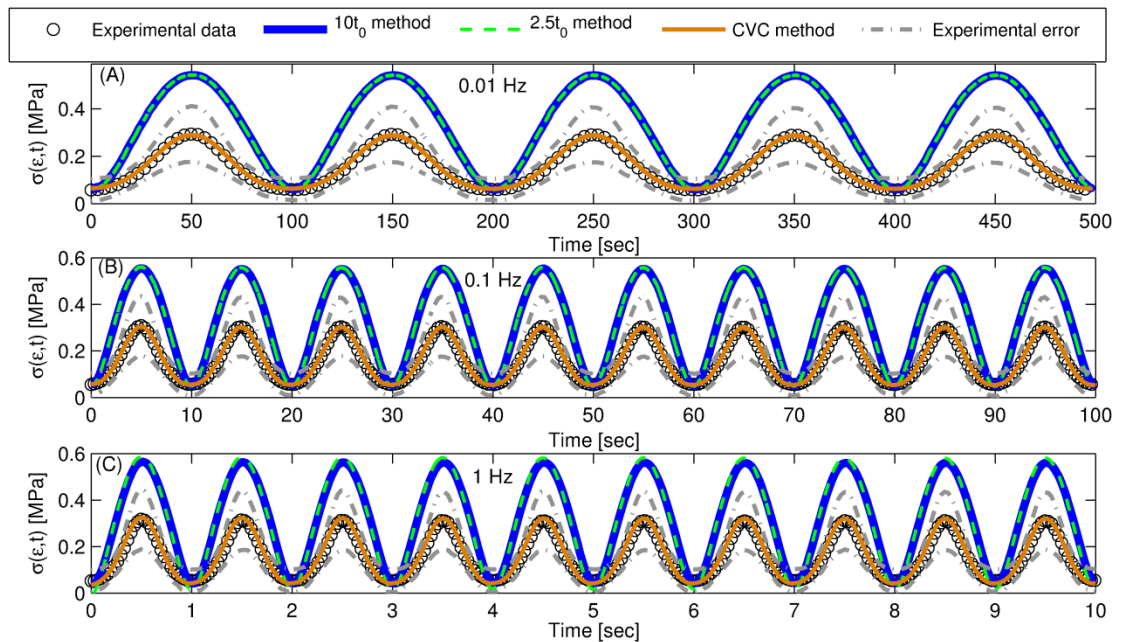 Experimental data 10t₀ method 2.5t₀ method CVC method Experimental error
(A) 0.01 Hz
σ(ε,t) [MPa]
0.4
0.2
0
0 50 100 150 200 250 300 350 400 450 500
Time [sec]
(B) 0.1 Hz
σ(ε,t) [MPa]
0.6
0.4
0.2
0
0 10 20 30 40 50 60 70 80 90 100
Time [sec]
(C) 1 Hz
σ(ε,t) [MPa]
0.6
0.4
0.2
0
0 1 2 3 4 5 6 7 8 9 10
Time [sec]